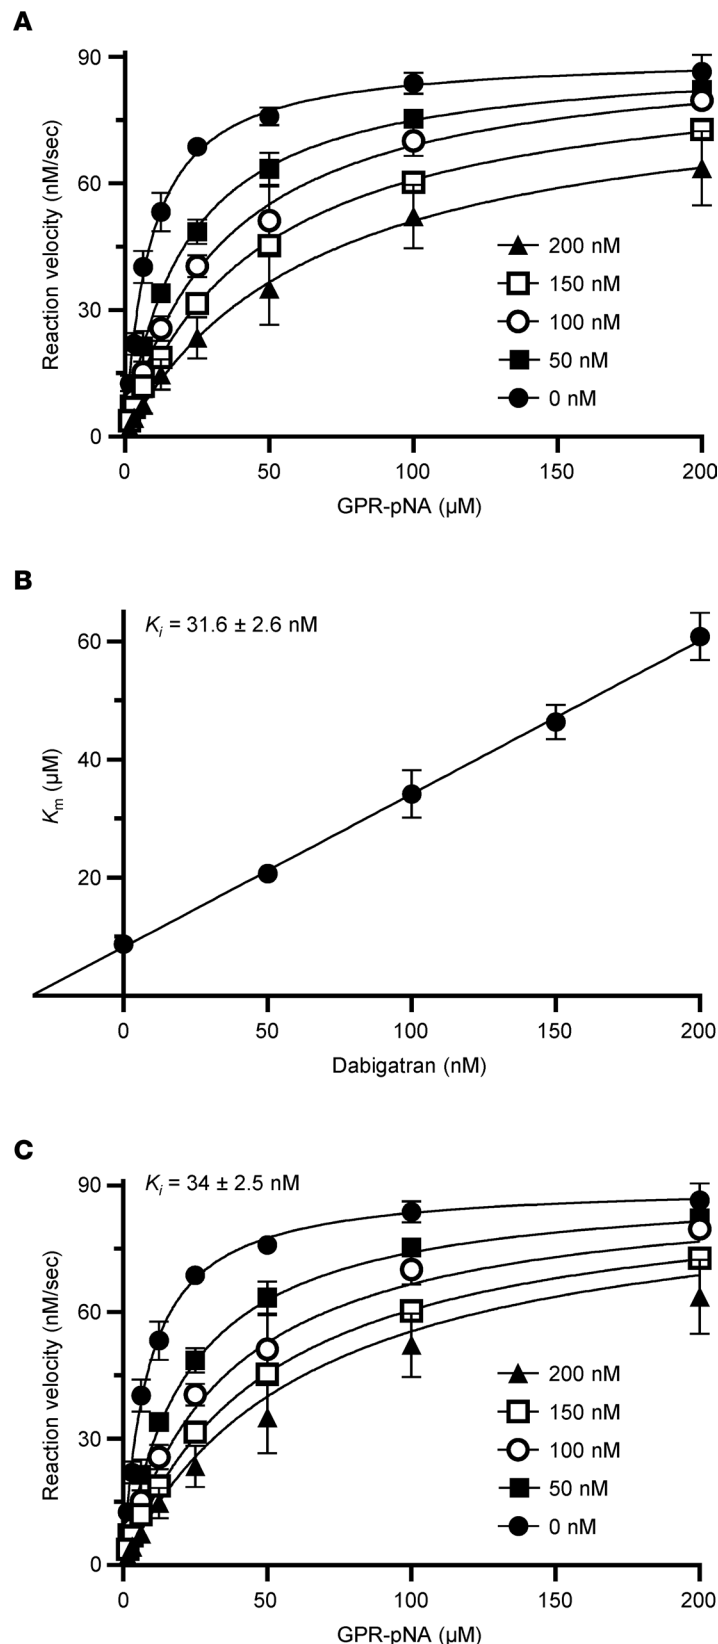 A
90
60
30
0
Reaction velocity (nM/sec)
200 nM
150 nM
100 nM
50 nM
0 nM
0 50 100 150 200
GPR-pNA (µM)
B
Ki = 31.6 ± 2.6 nM
60
40
20
Km (µM)
0 50 100 150 200
Dabigatran (nM)
C
Ki = 34 ± 2.5 nM
90
60
30
0
Reaction velocity (nM/sec)
200 nM
150 nM
100 nM
50 nM
0 nM
0 50 100 150 200
GPR-pNA (µM)